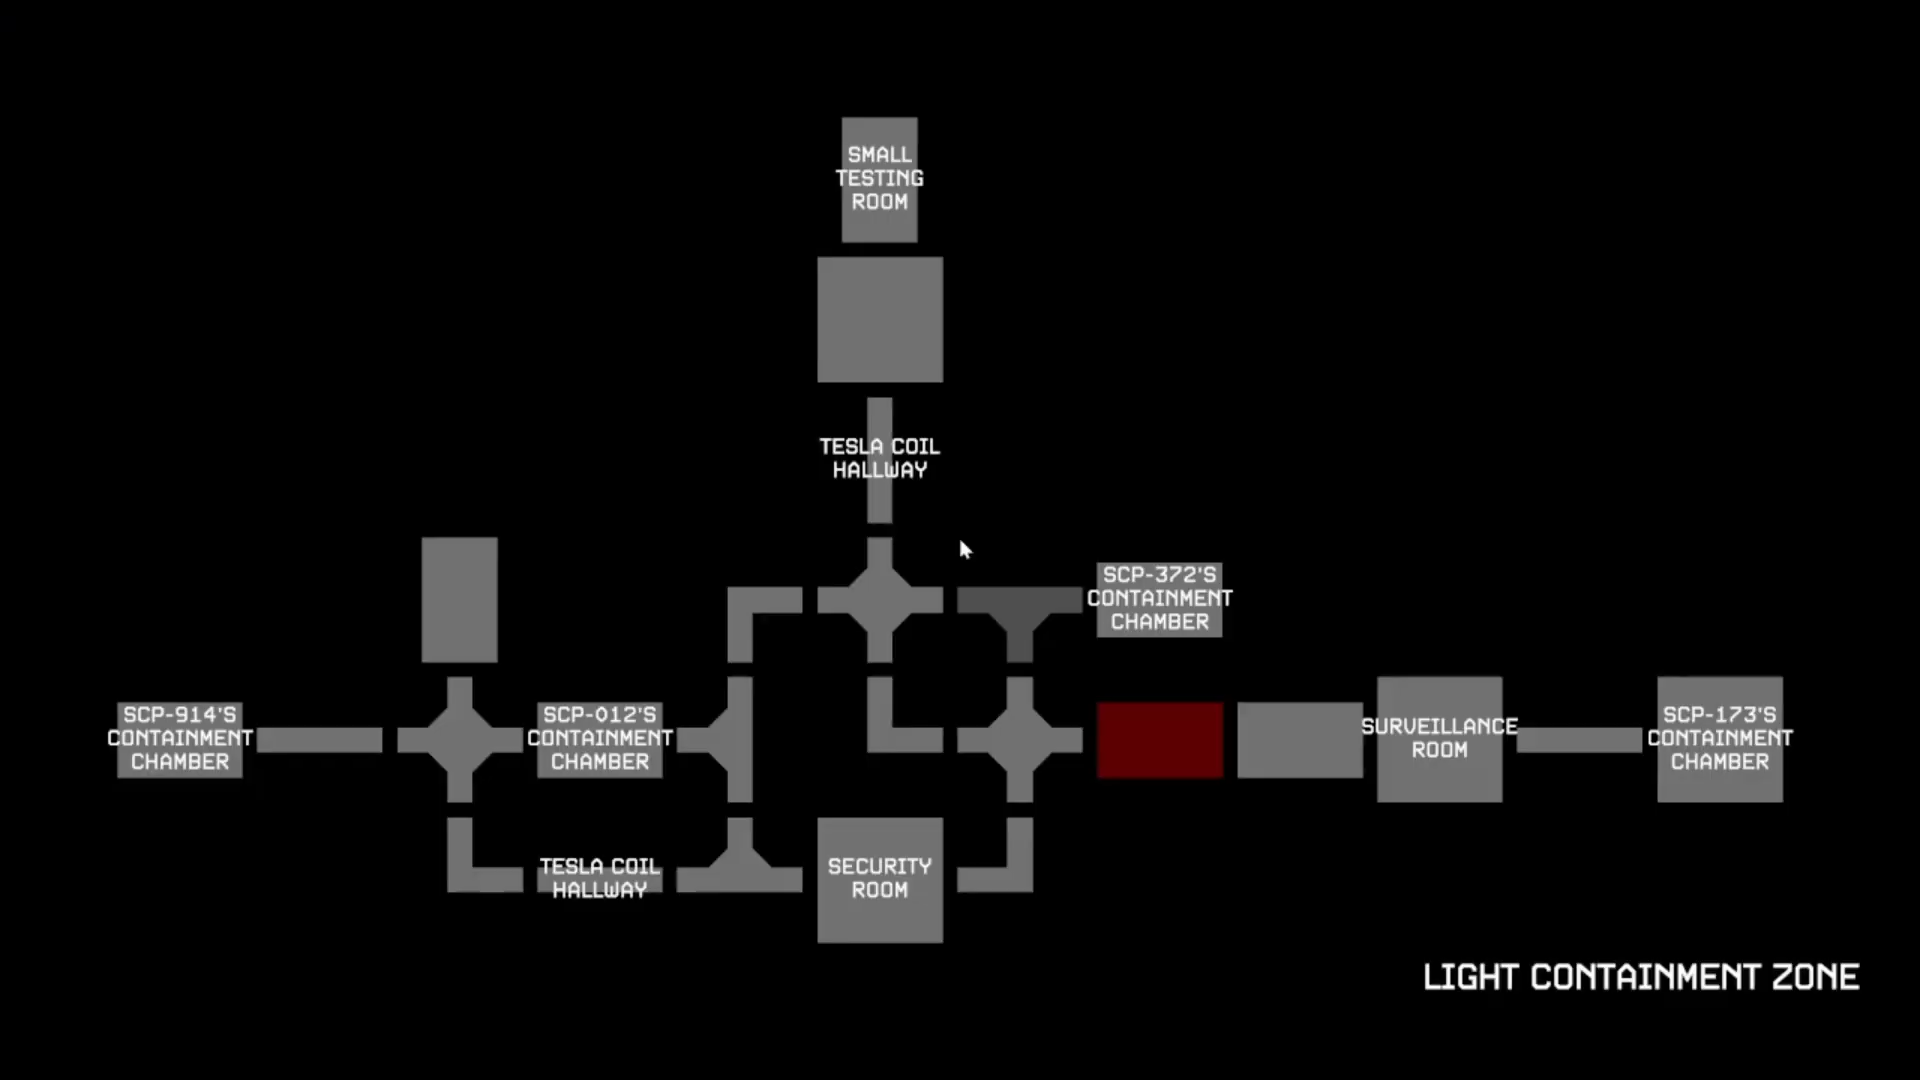 SMALL
TESTING
ROOM
TESLA COIL
HALLWAY
SCP-372'S
CONTAINMENT
CHAMBER
SCP-914'S
CONTAINMENT
CHAMBER
SCP-012'S
CONTAINMENT
CHAMBER
SURVEILLANCE
ROOM
SCP-173'S
CONTAINMENT
CHAMBER
TESLA COIL
HALLWAY
SECURITY
ROOM
LIGHT CONTAINMENT ZONE